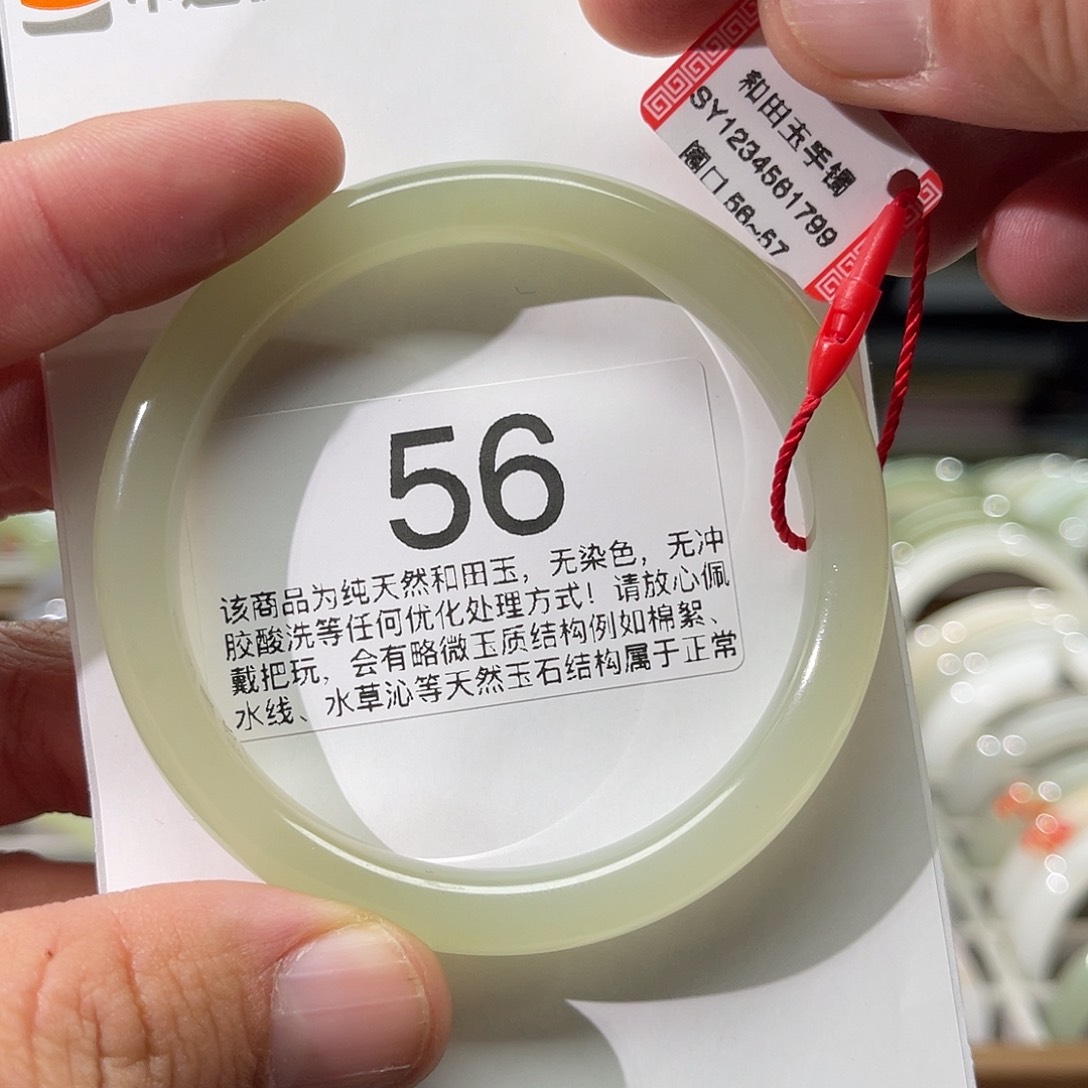 和田玉手镯
SY1234561799
圈口 56~57
56
该商品为纯天然和田玉，无染色，无冲
胶酸洗等任何优化处理方式！请放心佩
戴把玩，会有略微玉质结构例如棉絮、
水线、水草沁等天然玉石结构属于正常